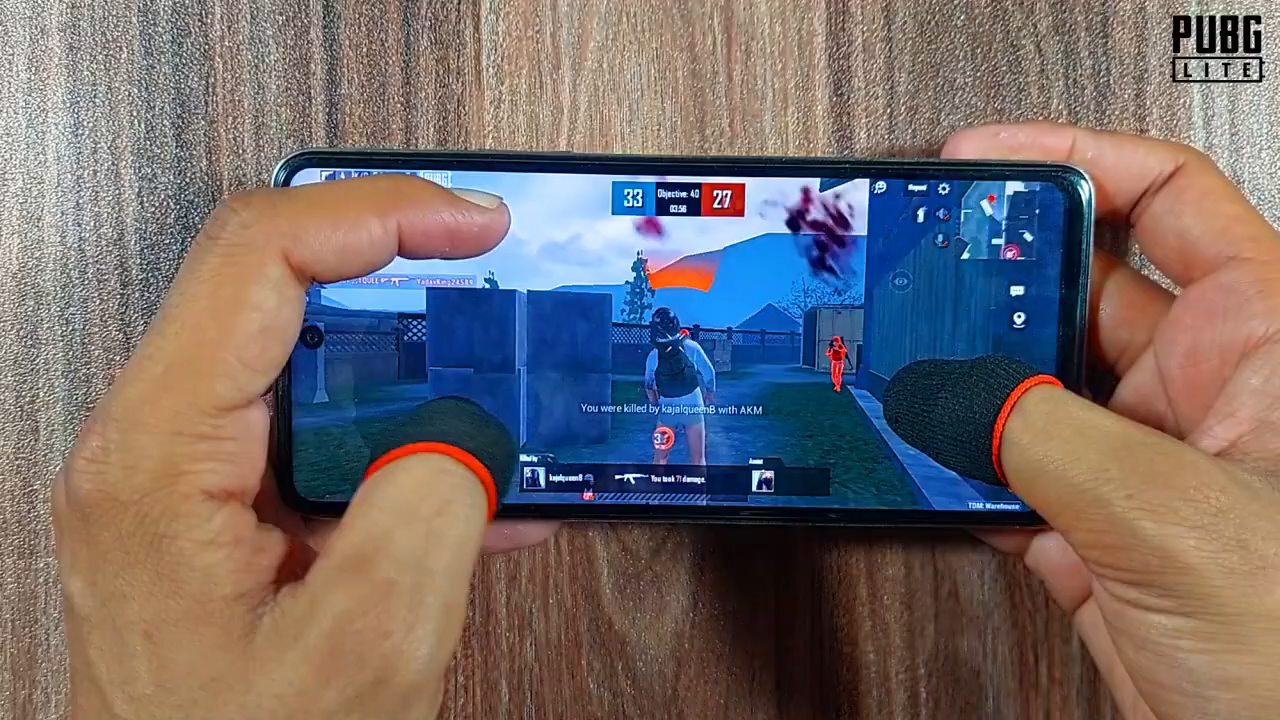 PUBG
LITE
33
Objective: 40
03:56
27
Yadavking24589
You were killed by kajalqueenB with AKM
Killed by
Assist
kajalqueenB
You took 71 damage.
TDM: Warehouse